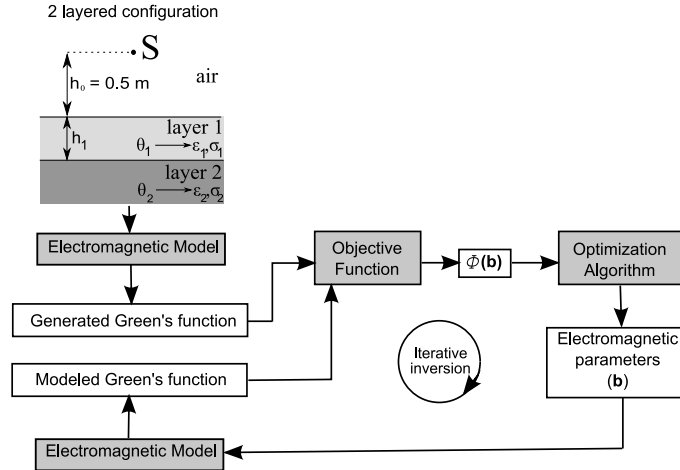 2 layered configuration
S
h₀ = 0.5 m
air
h₁
layer 1
θ₁ → ε₁,σ₁
layer 2
θ₂ → ε₂,σ₂
Electromagnetic Model
Objective
Function
Φ(b)
Optimization
Algorithm
Generated Green's function
Iterative
inversion
Electromagnetic
parameters
(b)
Modeled Green's function
Electromagnetic Model